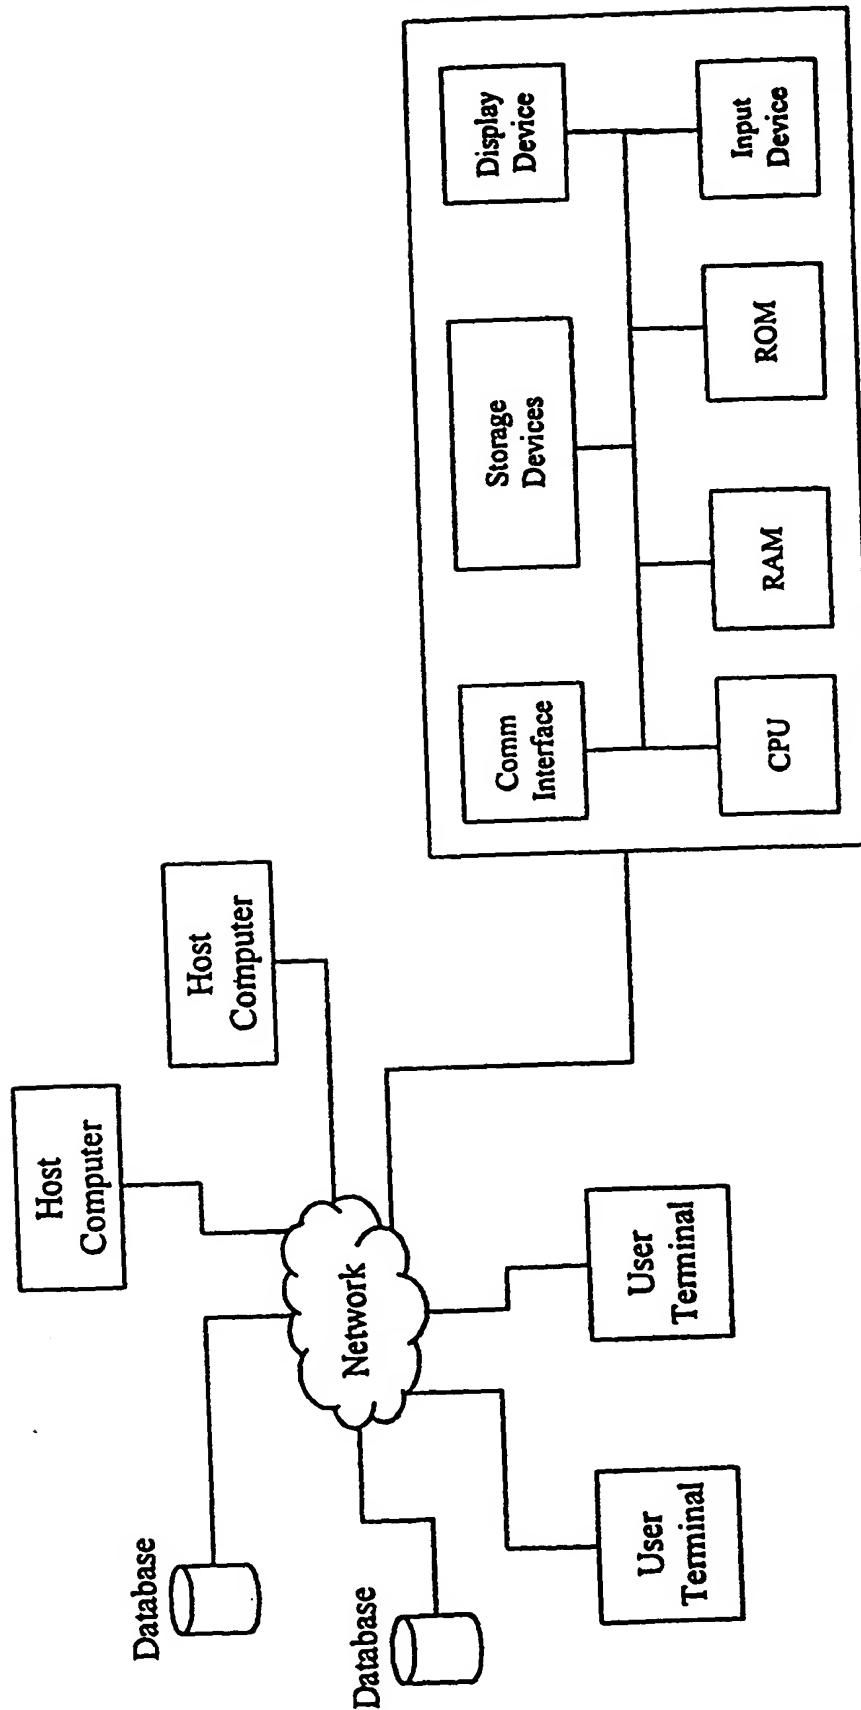 Database
Database
Host
Computer
Host
Computer
Network
User
Terminal
User
Terminal
Comm
Interface
Storage
Devices
Display
Device
CPU
RAM
ROM
Input
Device